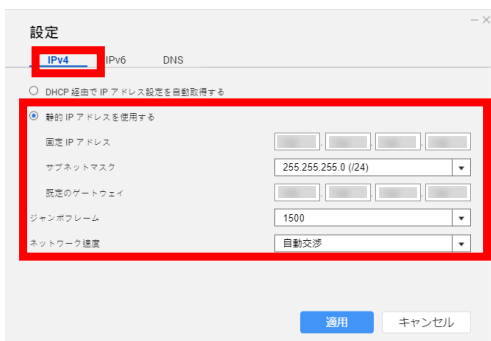 設定
IPv4 IPv6 DNS
DHCP 経由で IP アドレス設定を自動取得する
静的 IP アドレスを使用する
固定 IP アドレス
サブネットマスク 255.255.255.0 (/24)
既定のゲートウェイ
ジャンボフレーム 1500
ネットワーク速度 自動交渉
適用 キャンセル